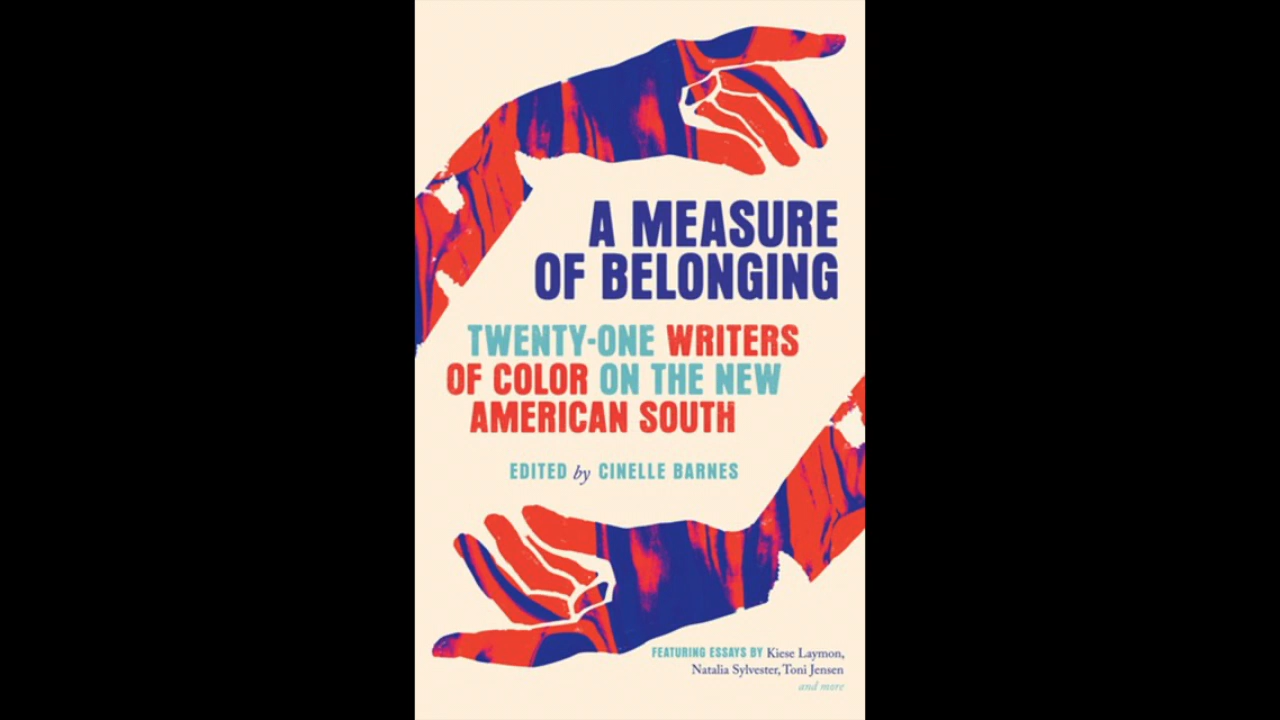 A MEASURE
OF BELONGING
TWENTY-ONE WRITERS
OF COLOR ON THE NEW
AMERICAN SOUTH
EDITED by CINELLE BARNES
FEATURING ESSAYS BY Kiese Laymon,
Natalia Sylvester, Toni Jensen
and more